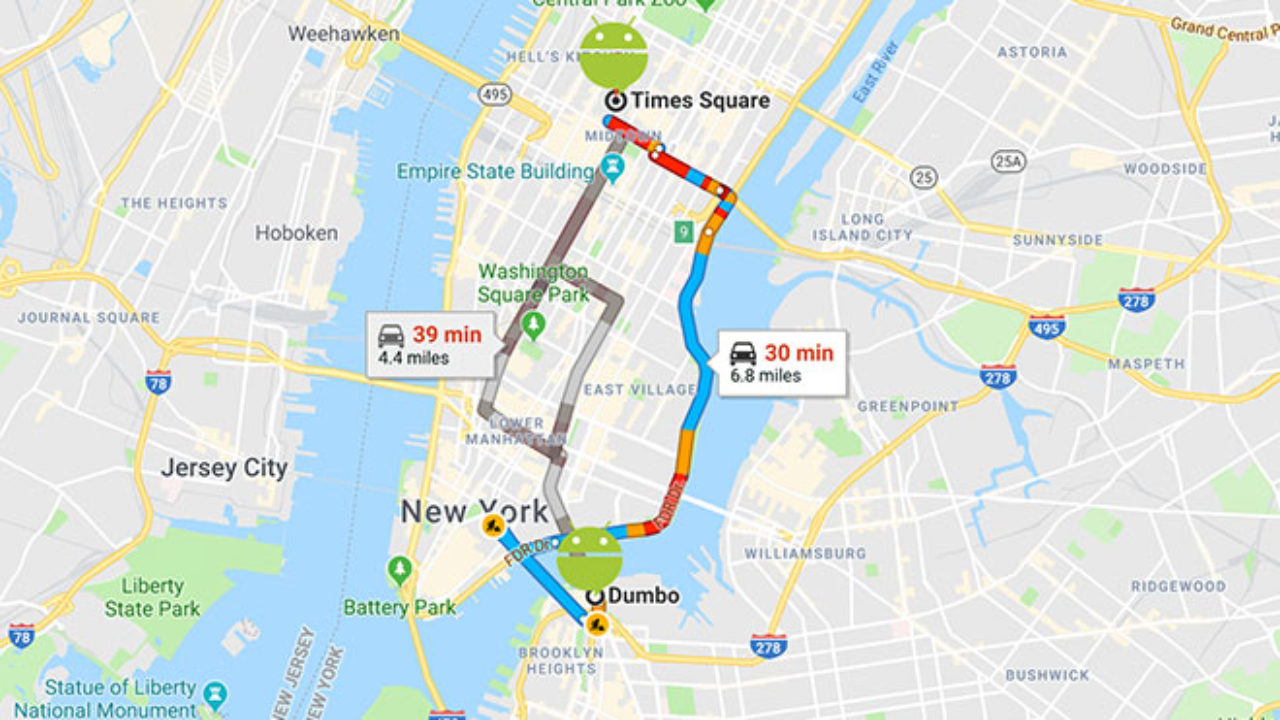 Central Park Zoo
Grand Central P
Weehawken
HELL'S KI
ASTORIA
East River
495
Times Square
MIDTOWN
25A
Empire State Building
25
WOODSIDE
THE HEIGHTS
Hoboken
9
LONG
ISLAND CITY
SUNNYSIDE
Washington
Square Park
278
JOURNAL SQUARE
39 min
4.4 miles
495
30 min
6.8 miles
MASPETH
78
278
EAST VILLAGE
GREENPOINT
LOWER
MANHATTAN
Jersey City
New York
FDR Dr
WILLIAMSBURG
Liberty
State Park
Battery Park
Dumbo
RIDGEWOOD
78
278
BROOKLYN
HEIGHTS
BUSHWICK
NEW JERSEY
NEW YORK
Statue of Liberty
National Monument